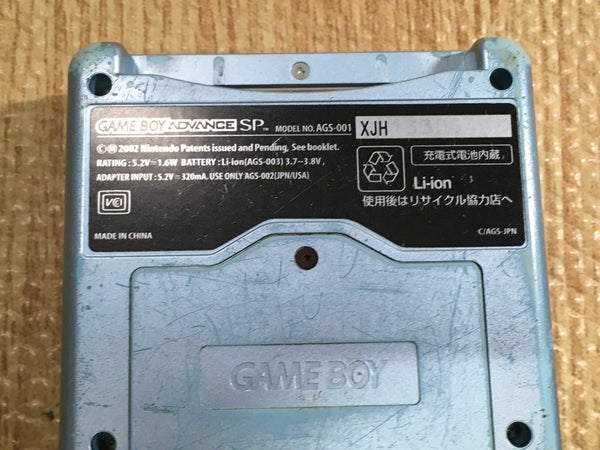 GAME BOY ADVANCE SP™ MODEL NO. AGS-001 XJH
©Ⓜ 2002 Nintendo Patents issued and Pending, See booklet.
RATING : 5.2V⎓1.6W BATTERY : Li-ion(AGS-003) 3.7~3.8V ,
ADAPTER INPUT : 5.2V⎓320mA. USE ONLY AGS-002(JPN/USA)
充電式電池内蔵
Li-ion
使用後はリサイクル協力店へ
VCI
MADE IN CHINA
C/AGS-JPN
GAME BOY